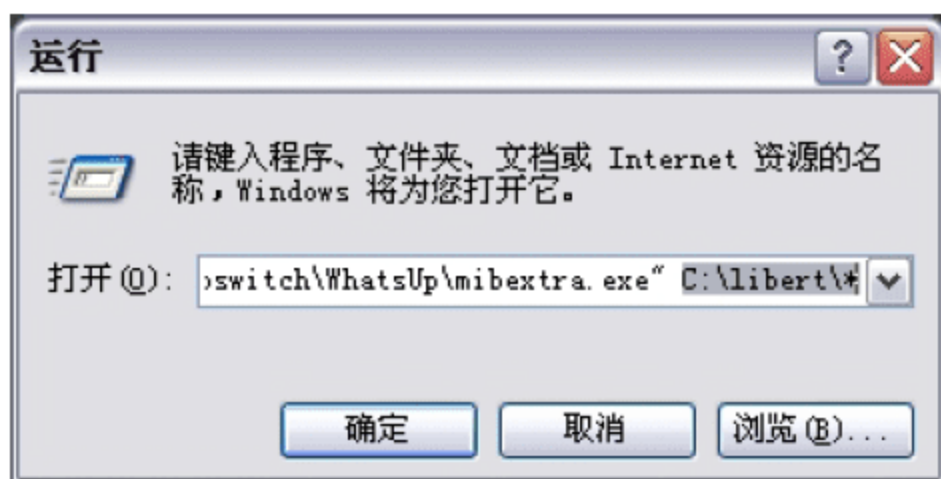 运行
请键入程序、文件夹、文档或 Internet 资源的名
称，Windows 将为您打开它。
打开(O): oswitch\WhatsUp\mibextra.exe" C:\libert\*
确定 取消 浏览(B)...